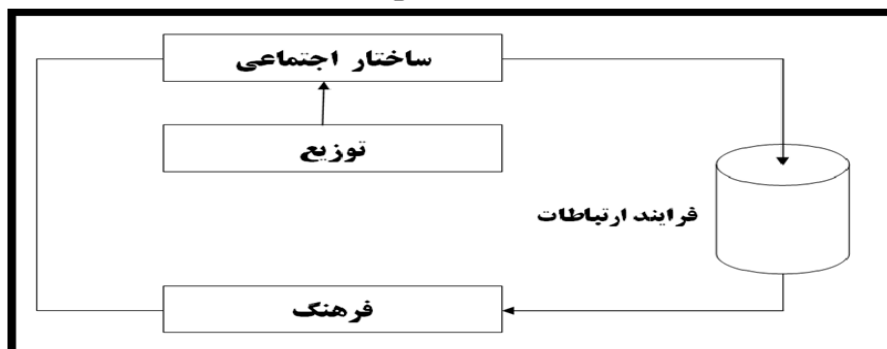 ساختار اجتماعی
توزیع
فرایند ارتباطات
فرهنگ